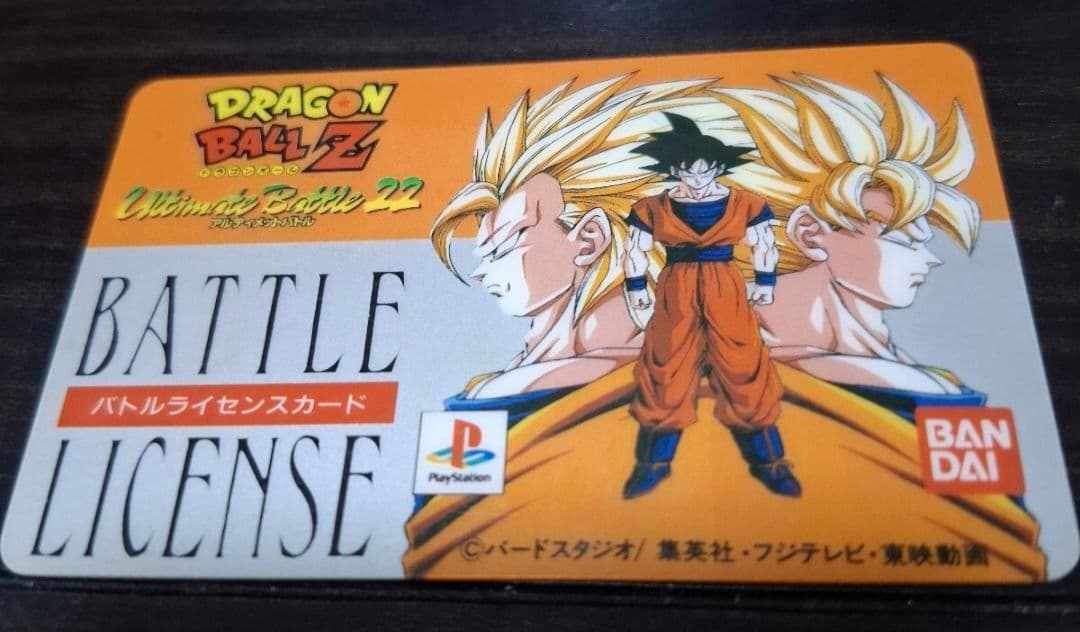 DRAGON
BALL Z
ドラゴンボール
Ultimate Battle 22
アルティメットバトル
BATTLE
バトルライセンスカード
LICENSE
PlayStation
BAN
DAI
©バードスタジオ/集英社・フジテレビ・東映動画